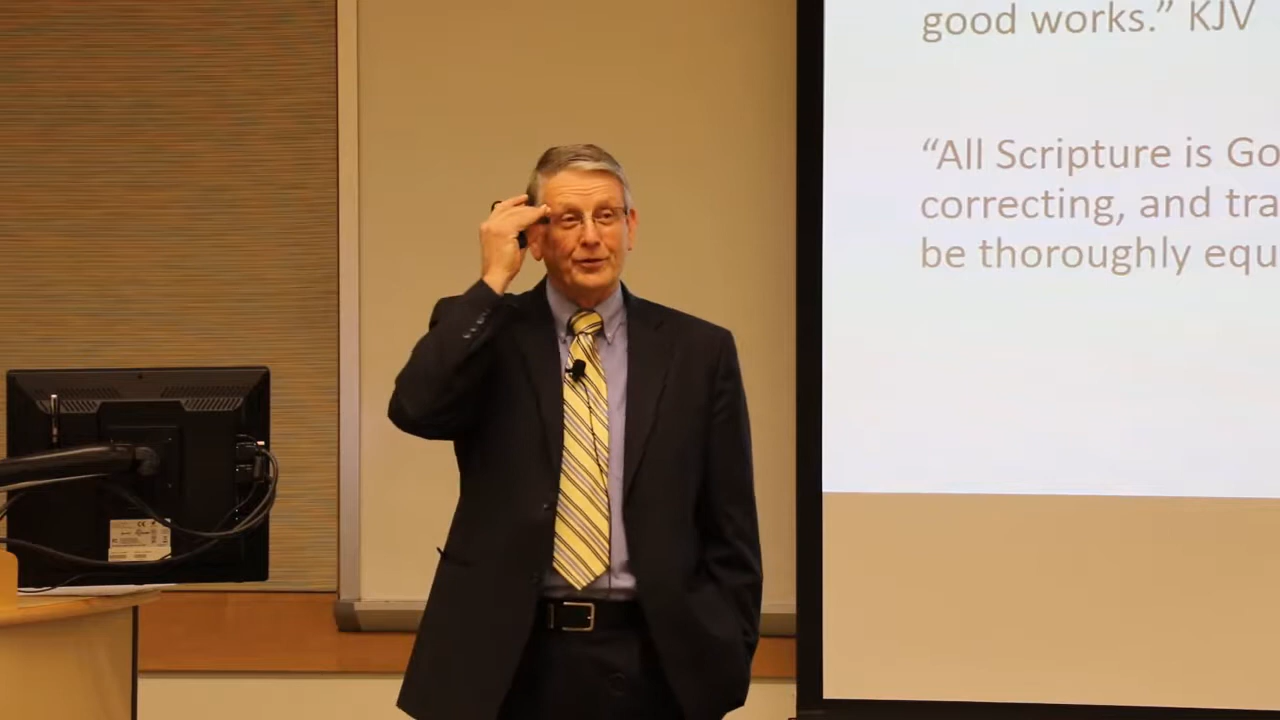 good works.” KJV
“All Scripture is Go
correcting, and tra
be thoroughly equ